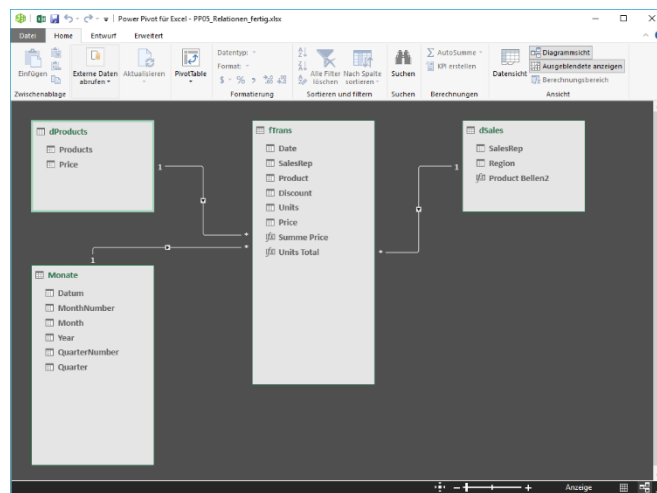 Power Pivot für Excel - PP05_Relationen_fertig.xlsx
Datei Home Entwurf Erweitert
Einfügen
Zwischenablage
Externe Daten abrufen
Aktualisieren
PivotTable
Datentyp:
Format:
$ - %
Formatierung
Alle Filter löschen
Nach Spalte sortieren
Sortieren und filtern
Suchen
Suchen
AutoSumme
KPI erstellen
Berechnungen
Datensicht
Diagrammsicht
Ausgeblendete anzeigen
Berechnungsbereich
Ansicht
dProducts
Products
Price
1
*
fTrans
Date
SalesRep
Product
Discount
Units
Price
Summe Price
Units Total
*
*
dSales
SalesRep
Region
Product Bellen2
1
1
Monate
Datum
MonthNumber
Month
Year
QuarterNumber
Quarter
Anzeige